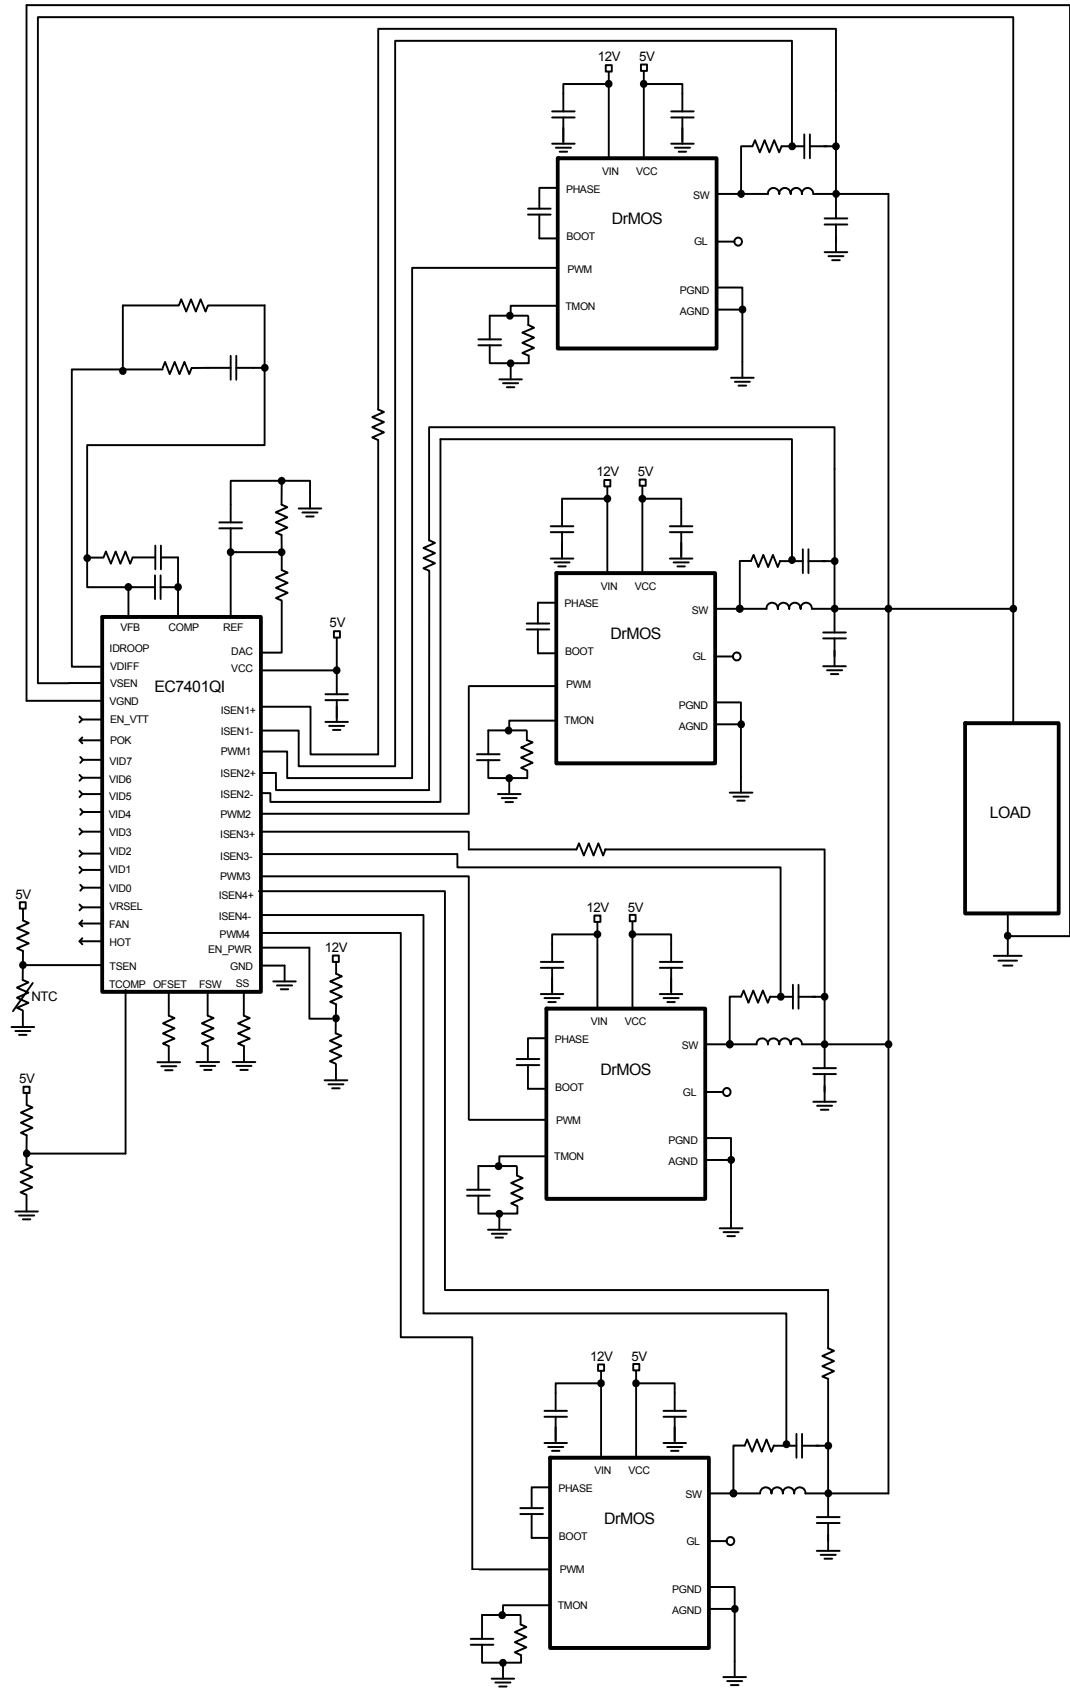 12V
5V
VIN
VCC
PHASE
SW
DrMOS
BOOT
GL
PWM
PGND
TMON
AGND
12V
5V
VIN
VCC
PHASE
SW
DrMOS
BOOT
GL
PWM
PGND
TMON
AGND
VFB
COMP
REF
IDROOP
DAC
5V
VDIFF
VCC
VSEN
EC7401QI
VGND
ISEN1+
EN_VTT
ISEN1-
POK
PWM1
VID7
ISEN2+
VID6
ISEN2-
VID5
PWM2
VID4
ISEN3+
VID3
ISEN3-
VID2
PWM3
VID1
ISEN4+
VID0
ISEN4-
VRSEL
PWM4
FAN
EN_PWR
HOT
GND
TSEN
TCOMP
OFSET
FSW
SS
5V
NTC
12V
5V
LOAD
12V
5V
VIN
VCC
PHASE
SW
DrMOS
BOOT
GL
PWM
PGND
TMON
AGND
12V
5V
VIN
VCC
PHASE
SW
DrMOS
BOOT
GL
PWM
PGND
TMON
AGND